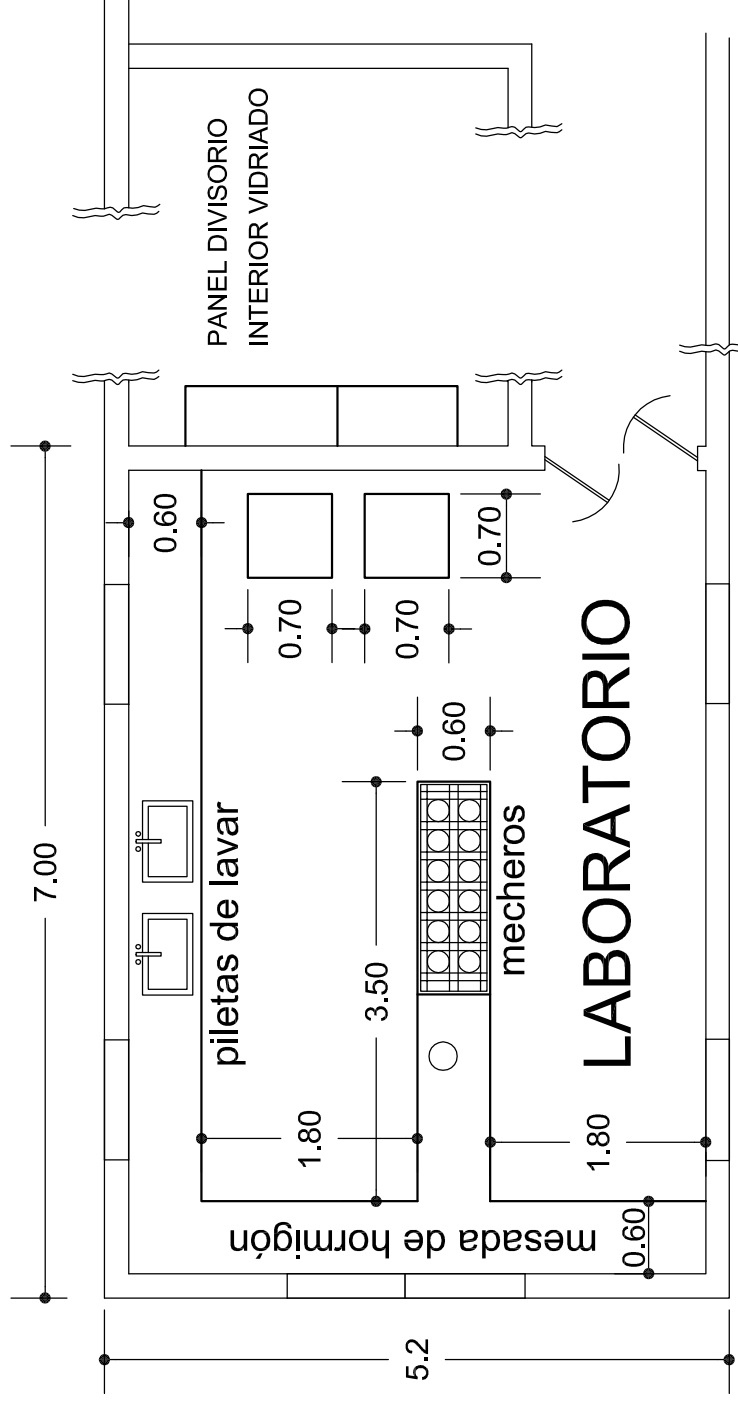 PANEL DIVISORIO
INTERIOR VIDRIADO
7.00
0.60
0.70
0.70
0.70
piletas de lavar
3.50
0.60
mecheros
LABORATORIO
1.80
1.80
mesada de hormigón
0.60
5.2